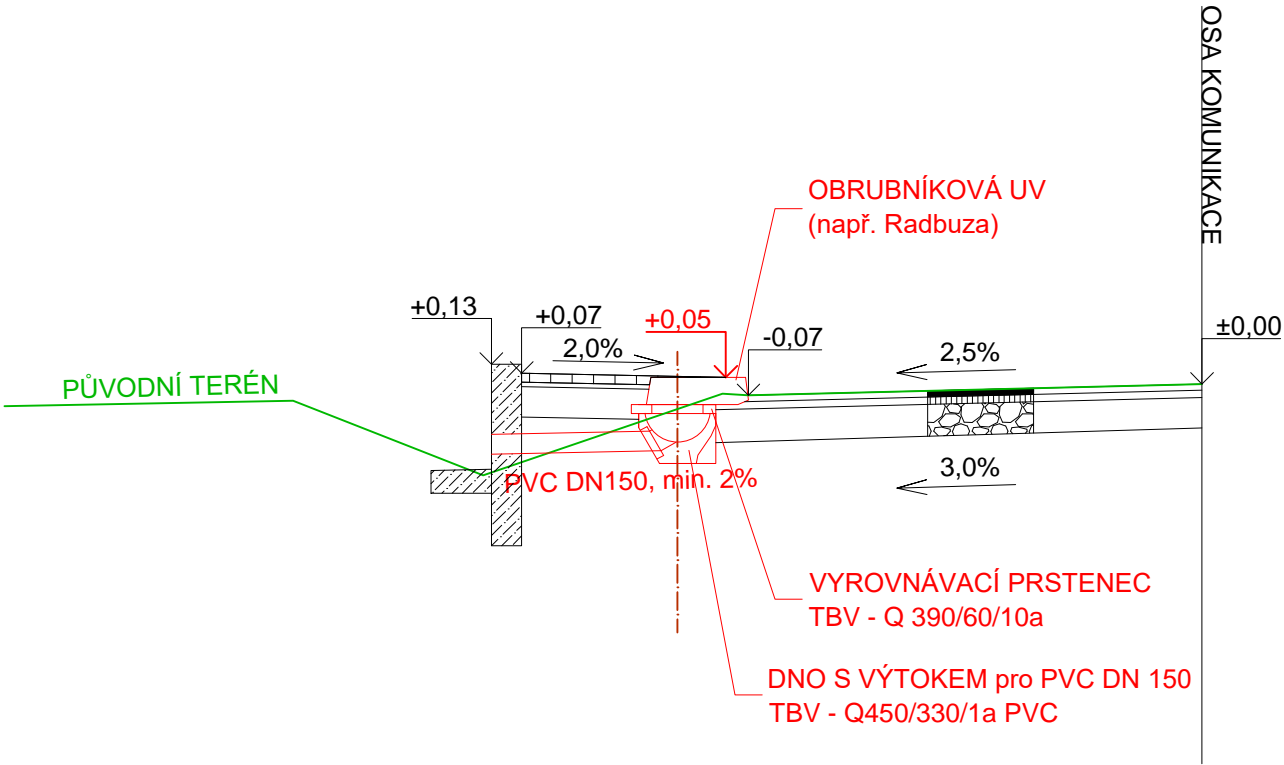 OSA KOMUNIKACE
OBRUBNÍKOVÁ UV
(např. Radbuza)
+0,13
+0,07
+0,05
-0,07
±0,00
2,0%
2,5%
PŮVODNÍ TERÉN
3,0%
PVC DN150, min. 2%
VYROVNÁVACÍ PRSTENEC
TBV - Q 390/60/10a
DNO S VÝTOKEM pro PVC DN 150
TBV - Q450/330/1a PVC